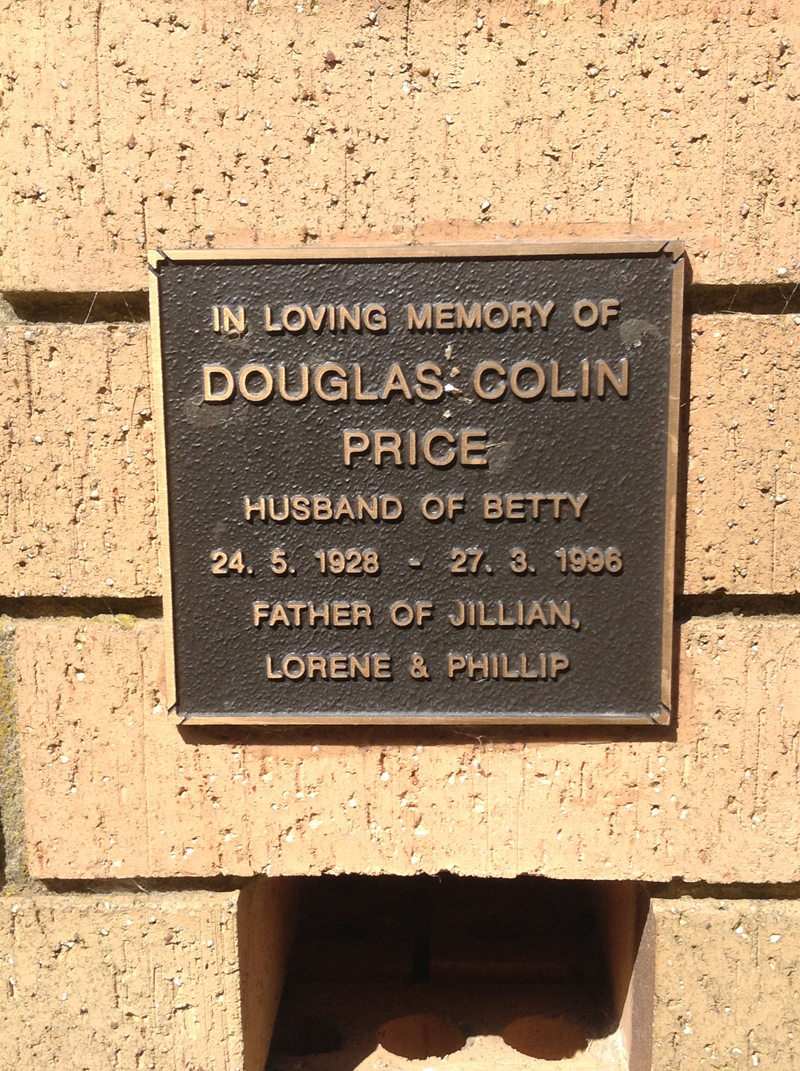 IN LOVING MEMORY OF
DOUGLAS COLIN
PRICE
HUSBAND OF BETTY
24. 5. 1928 - 27. 3. 1996
FATHER OF JILLIAN,
LORENE & PHILLIP